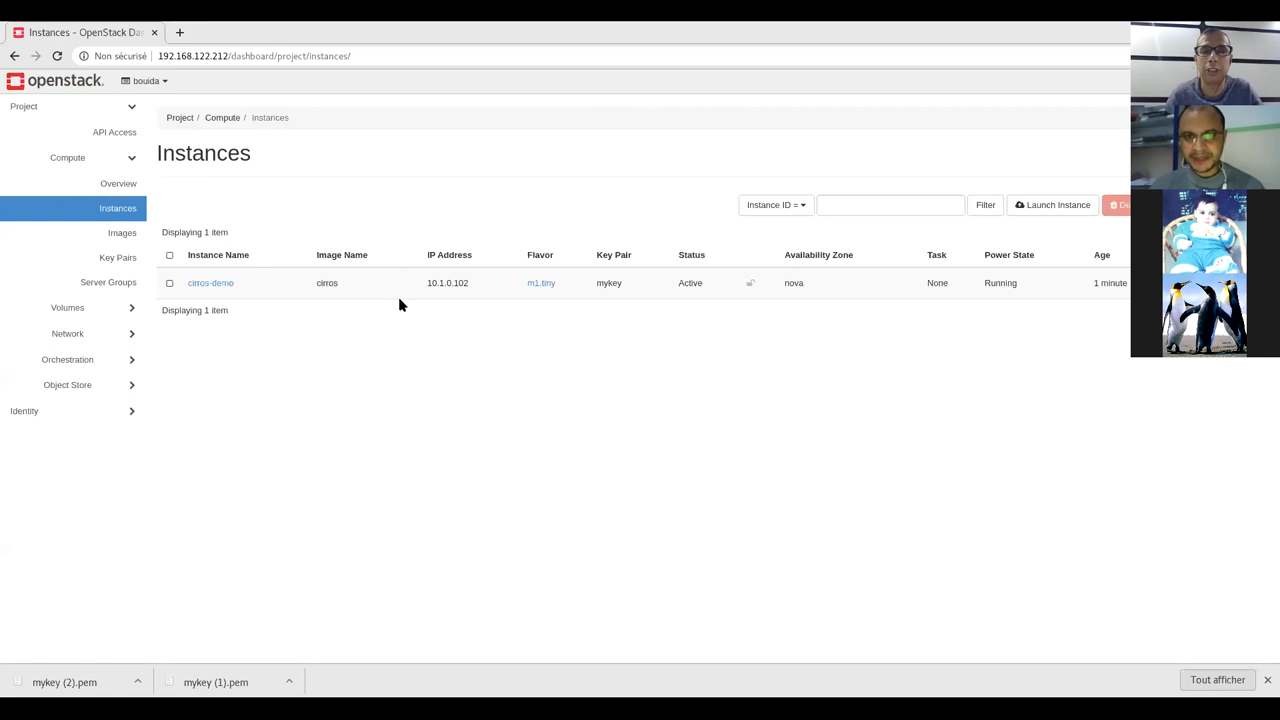 Instances - OpenStack Da
Non sécurisé
192.168.122.212/dashboard/project/instances/
openstack.
bouida
Project
API Access
Compute
Overview
Instances
Images
Key Pairs
Server Groups
Volumes
Network
Orchestration
Object Store
Identity
Project / Compute / Instances
Instances
Instance ID =
Filter
Launch Instance
De
Displaying 1 item
Instance Name Image Name IP Address Flavor Key Pair Status Availability Zone Task Power State Age
cirros-demo cirros 10.1.0.102 m1.tiny mykey Active nova None Running 1 minute
Displaying 1 item
mykey (2).pem
mykey (1).pem
Tout afficher